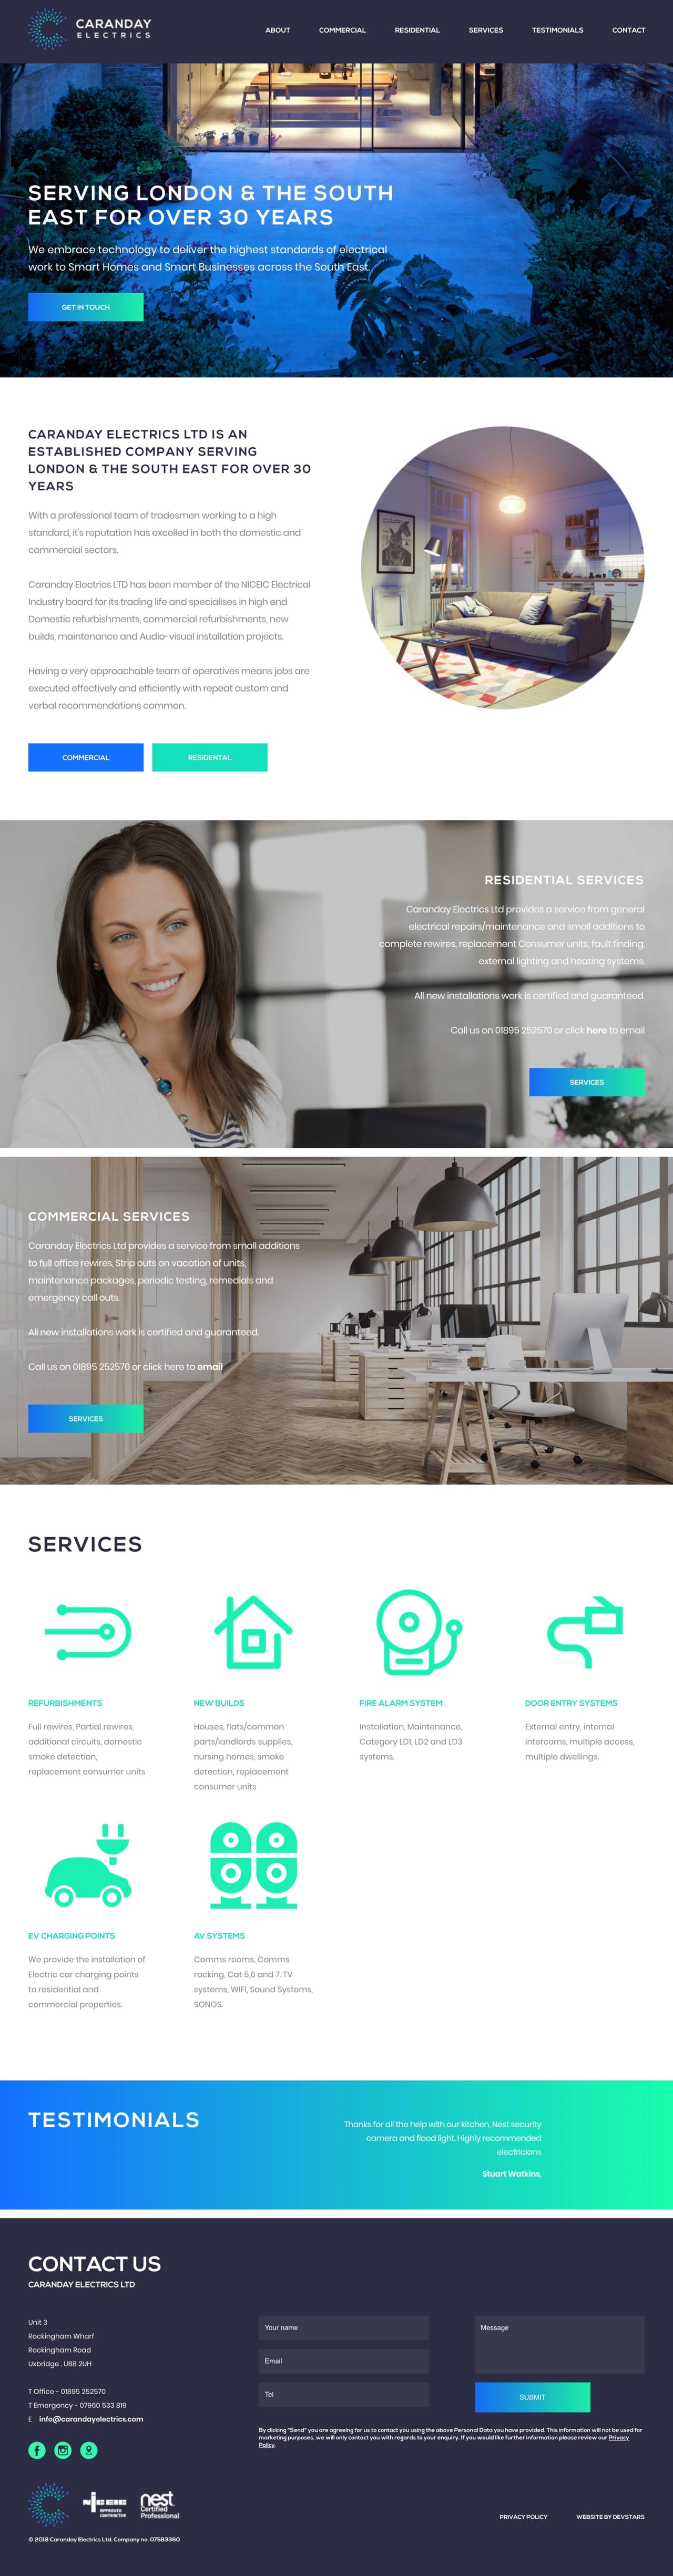 CARANDAY
ELECTRICS
ABOUT
COMMERCIAL
RESIDENTIAL
SERVICES
TESTIMONIALS
CONTACT
SERVING LONDON & THE SOUTH
EAST FOR OVER 30 YEARS
We embrace technology to deliver the highest standards of electrical
work to Smart Homes and Smart Businesses across the South East.
GET IN TOUCH
CARANDAY ELECTRICS LTD IS AN
ESTABLISHED COMPANY SERVING
LONDON & THE SOUTH EAST FOR OVER 30
YEARS
With a professional team of tradesmen working to a high
standard, it's reputation has excelled in both the domestic and
commercial sectors.
Caranday Electrics LTD has been member of the NICEIC Electrical
Industry board for its trading life and specialises in high end
Domestic refurbishments, commercial refurbishments, new
builds, maintenance and Audio-visual installation projects.
Having a very approachable team of operatives means jobs are
executed effectively and efficiently with repeat custom and
verbal recommendations common.
COMMERCIAL
RESIDENTAL
RESIDENTIAL SERVICES
Caranday Electrics Ltd provides a service from general
electrical repairs/maintenance and small additions to
complete rewires, replacement Consumer units, fault finding,
external lighting and heating systems.
All new installations work is certified and guaranteed.
Call us on 01895 252570 or click here to email
SERVICES
COMMERCIAL SERVICES
Caranday Electrics Ltd provides a service from small additions
to full office rewires, Strip outs on vacation of units,
maintenance packages, periodic testing, remedials and
emergency call outs.
All new installations work is certified and guaranteed.
Call us on 01895 252570 or click here to email
SERVICES
SERVICES
REFURBISHMENTS
Full rewires, Partial rewires,
additional circuits, domestic
smoke detection,
replacement consumer units
NEW BUILDS
Houses, flats/common
parts/landlords supplies,
nursing homes, smoke
detection, replacement
consumer units
FIRE ALARM SYSTEM
Installation, Maintenance,
Category LD1, LD2 and LD3
systems.
DOOR ENTRY SYSTEMS
External entry, internal
intercoms, multiple access,
multiple dwellings.
EV CHARGING POINTS
We provide the installation of
Electric car charging points
to residential and
commercial properties.
AV SYSTEMS
Comms rooms, Comms
racking, Cat 5,6 and 7. TV
systems, WIFI, Sound Systems,
SONOS.
TESTIMONIALS
Thanks for all the help with our kitchen, Nest security
camera and flood light. Highly recommended
electricians
Stuart Watkins,
CONTACT US
CARANDAY ELECTRICS LTD
Unit 3
Rockingham Wharf
Rockingham Road
Uxbridge . UB8 2UH
T Office - 01895 252570
T Emergency - 07960 533 819
E info@carandayelectrics.com
Your name
Email
Tel
Message
SUBMIT
By clicking "Send" you are agreeing for us to contact you using the above Personal Data you have provided. This information will not be used for
marketing purposes, we will only contact you with regards to your enquiry. If you would like further information please review our Privacy
Policy.
NICEIC
APPROVED
CONTRACTOR
nest
Certified
Professional
PRIVACY POLICY
WEBSITE BY DEVSTARS
© 2018 Caranday Electrics Ltd. Company no. 07583360